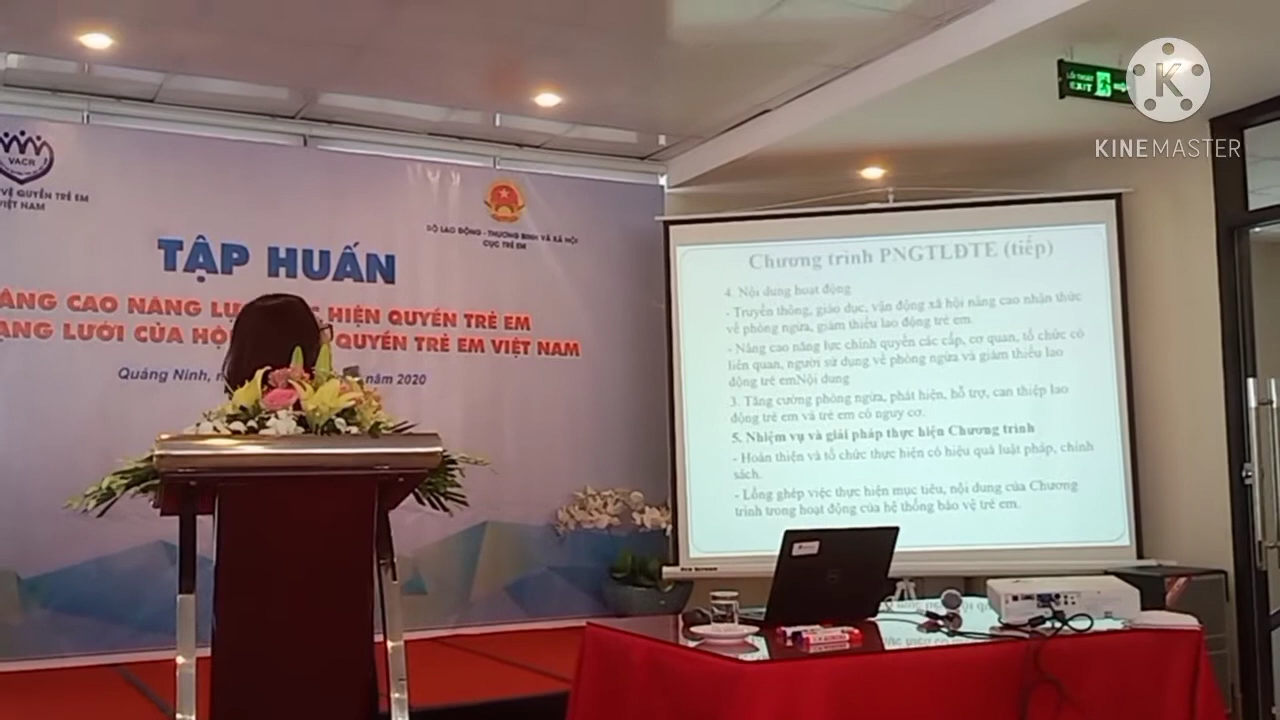 VACR
VỆ QUYỀN TRẺ EM
VIỆT NAM
BỘ LAO ĐỘNG - THƯƠNG BINH VÀ XÃ HỘI
CỤC TRẺ EM
TẬP HUẤN
CAO NĂNG HIỆN QUYỀN TRẺ EM
LƯỚI CỦA HỘ QUYỀN TRẺ EM VIỆT NAM
Quảng Ninh, năm 2020
LỐI THOÁT
EXIT
K
KINEMASTER
Chương trình PNGTLĐTE (tiếp)
4. Nội dung hoạt động
- Truyền thông, giáo dục, vận động xã hội nâng cao nhận thức
về phòng ngừa, giảm thiểu lao động trẻ em.
- Nâng cao năng lực chính quyền các cấp, cơ quan, tổ chức có
liên quan, người sử dụng về phòng ngừa và giảm thiểu lao
động trẻ emNội dung
3. Tăng cường phòng ngừa, phát hiện, hỗ trợ, can thiệp lao
động trẻ em và trẻ em có nguy cơ.
5. Nhiệm vụ và giải pháp thực hiện Chương trình
- Hoàn thiện và tổ chức thực hiện có hiệu quả luật pháp, chính
sách.
- Lồng ghép việc thực hiện mục tiêu, nội dung của Chương
trình trong hoạt động của hệ thống bảo vệ trẻ em.